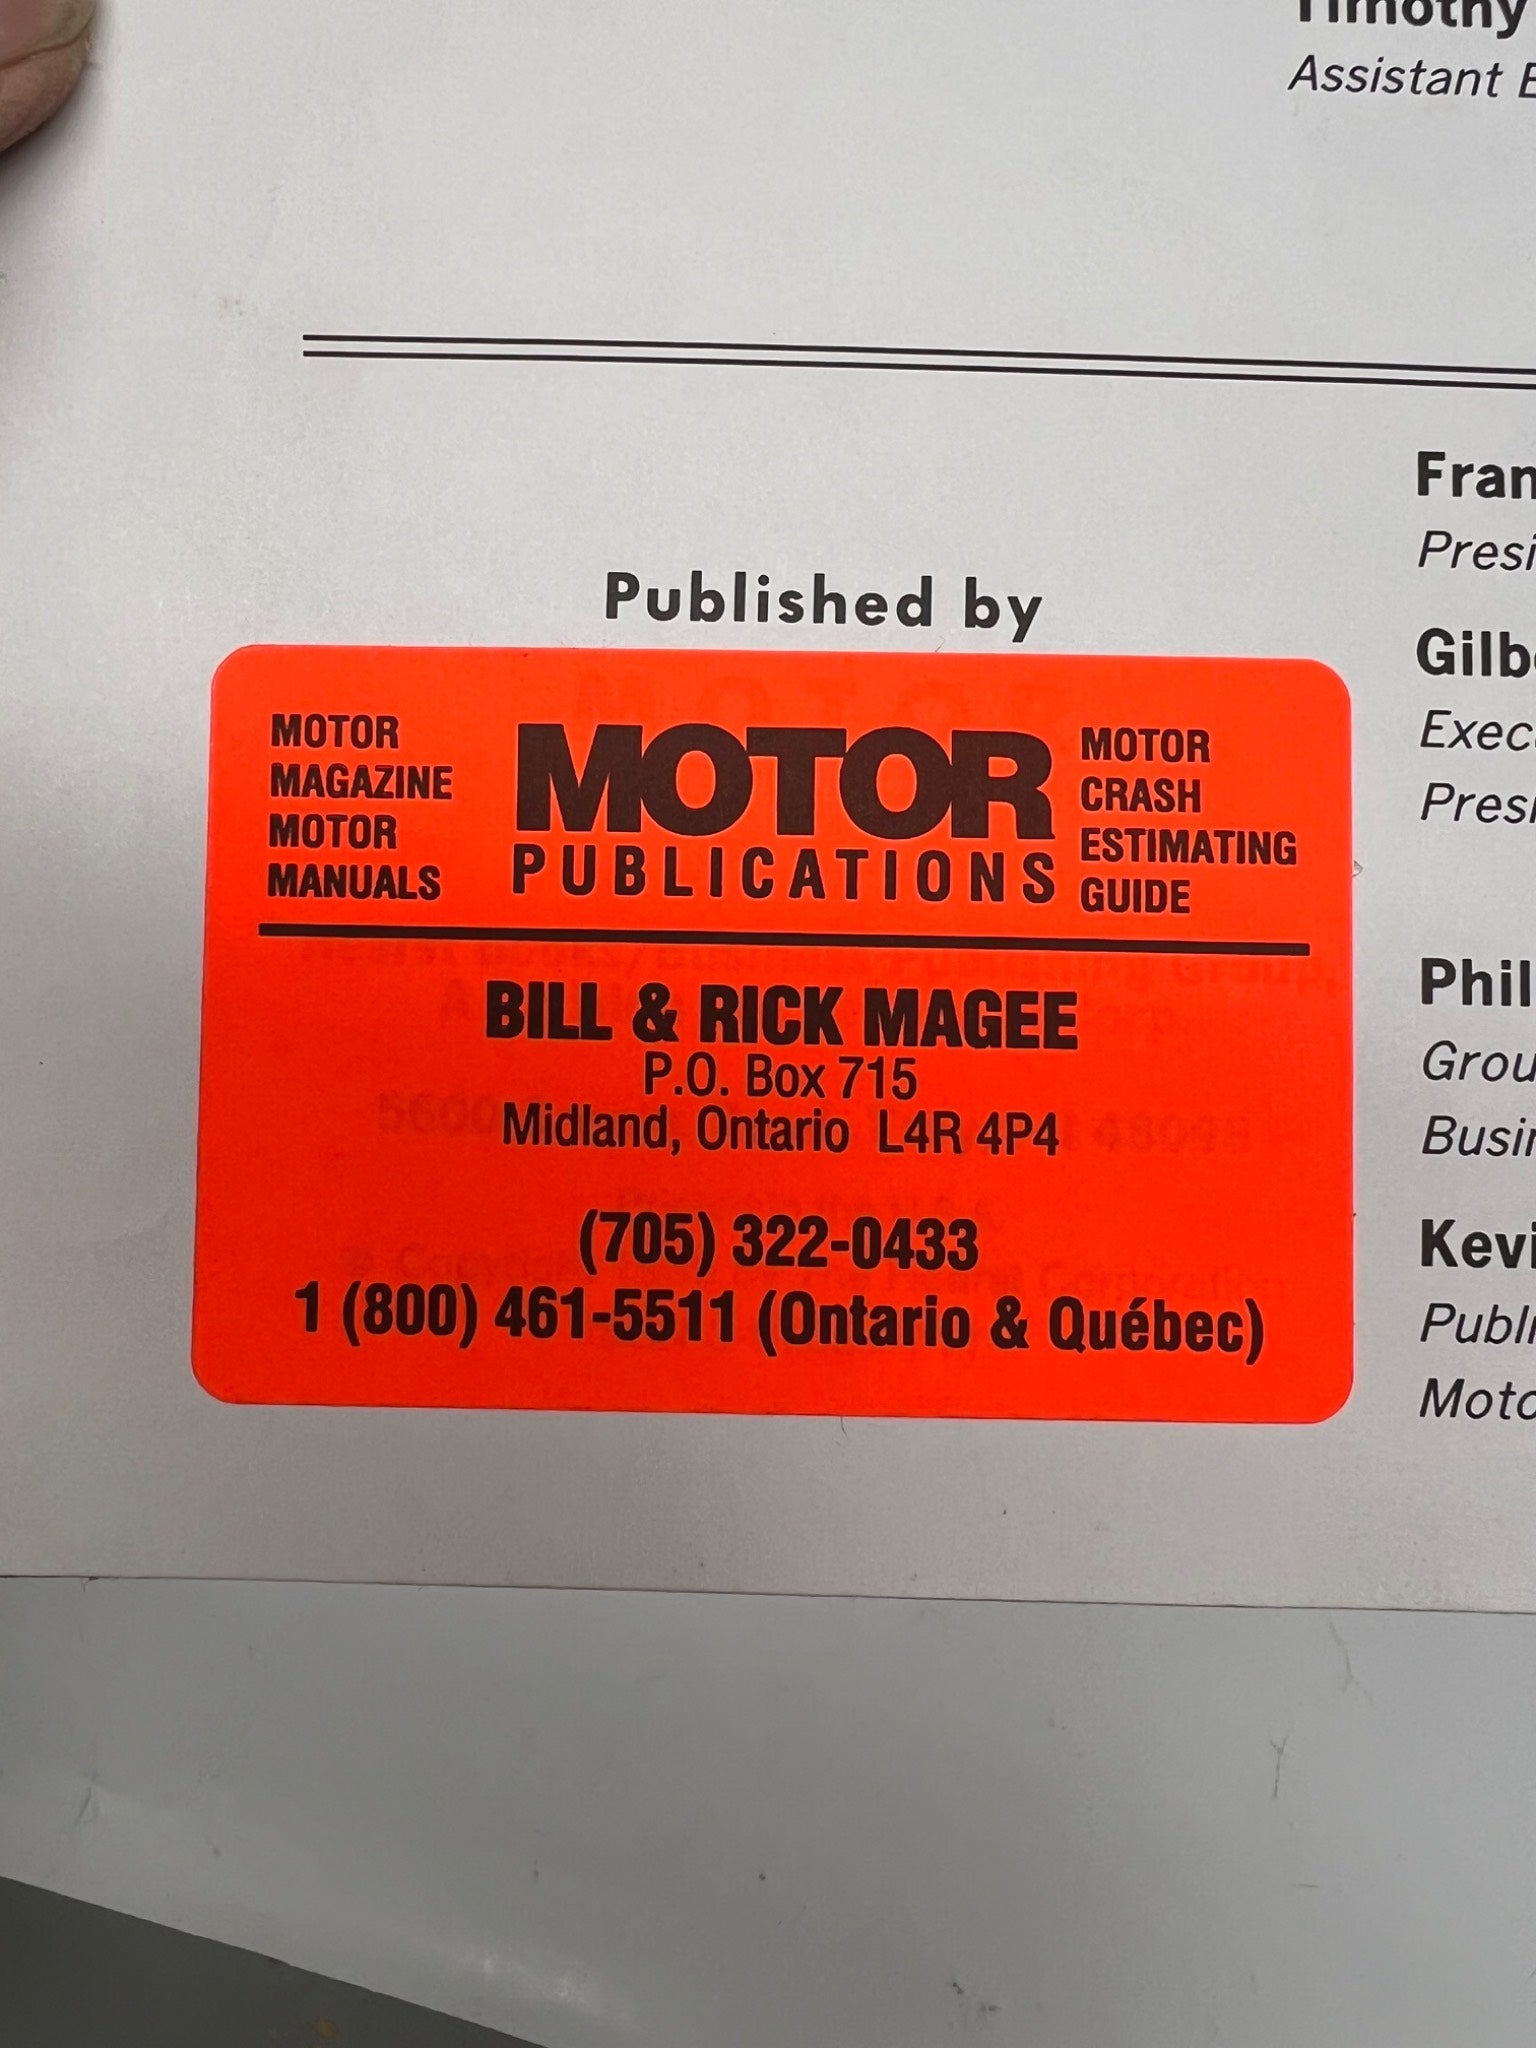 Timothy
Assistant
Published by
MOTOR
MAGAZINE
MOTOR
MANUALS
MOTOR
PUBLICATIONS
MOTOR
CRASH
ESTIMATING
GUIDE
BILL & RICK MAGEE
P.O. Box 715
Midland, Ontario L4R 4P4
(705) 322-0433
1 (800) 461-5511 (Ontario & Québec)
Fran
Presi
Gilb
Exec
Presi
Phil
Grou
Busin
Kevi
Publi
Moto